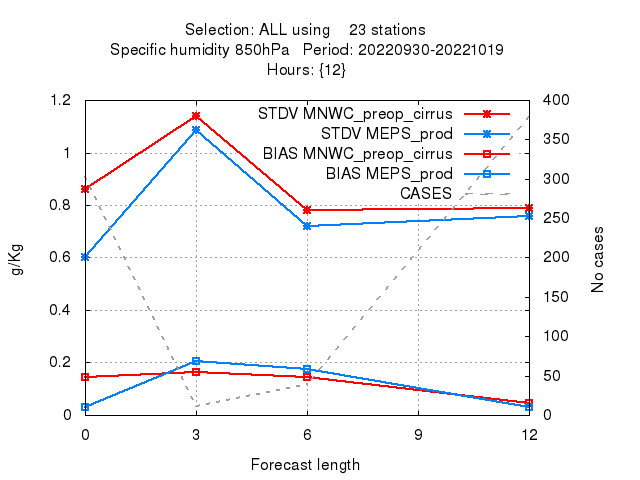 Selection: ALL using    23 stations
Specific humidity 850hPa   Period: 20220930-20221019
Hours: {12}
STDV MNWC_preop_cirrus
STDV MEPS_prod
BIAS MNWC_preop_cirrus
BIAS MEPS_prod
CASES
1.2
1
0.8
0.6
0.4
0.2
0
g/Kg
400
350
300
250
200
150
100
50
0
No cases
0 3 6 9 12
Forecast length